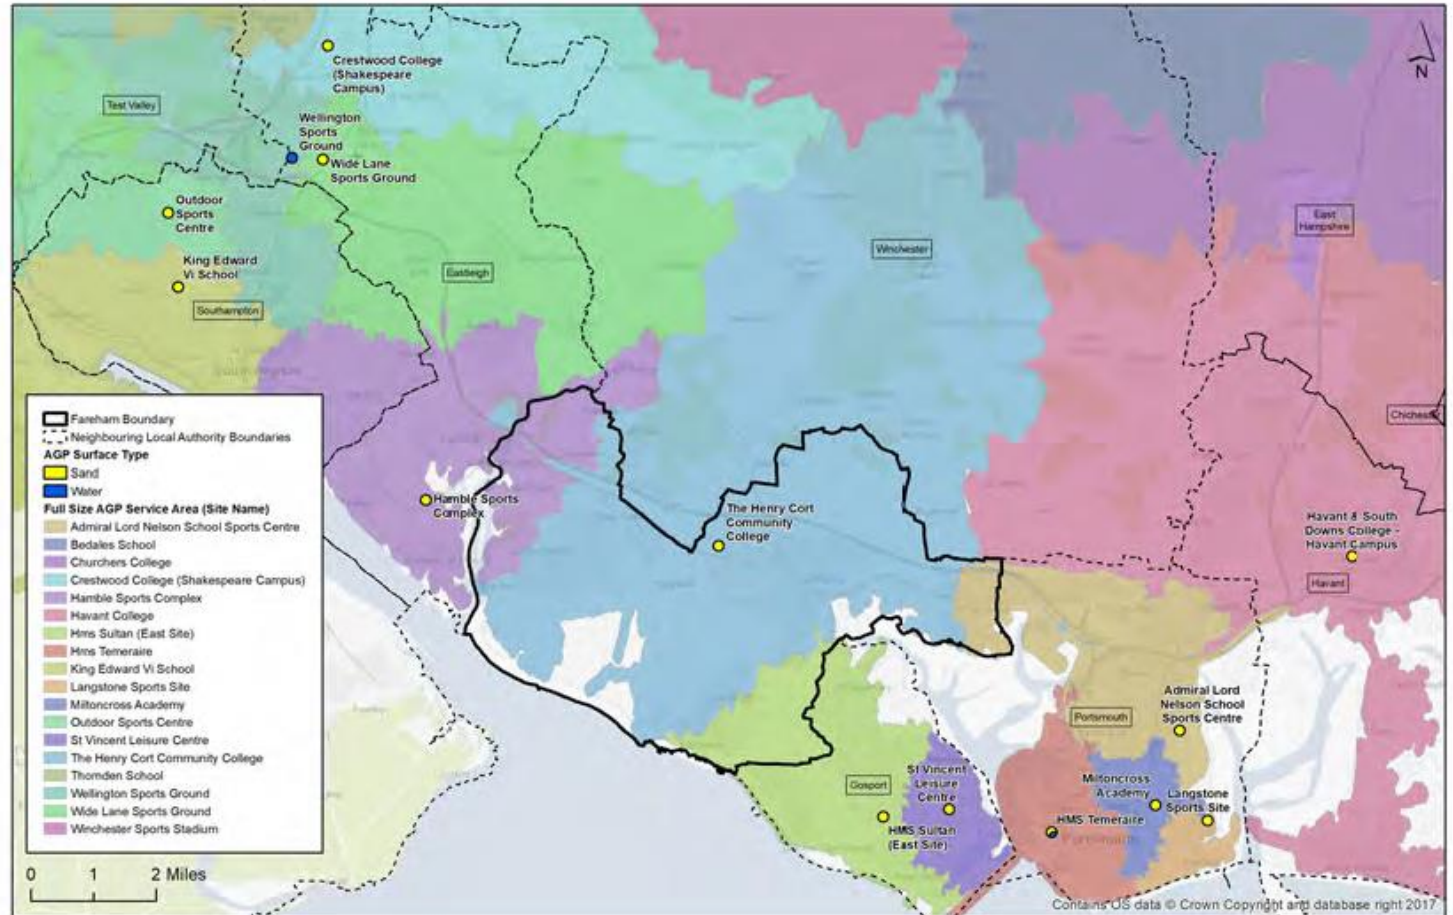 Crestwood College
(Shakespeare
Campus)
N
Test Valley
Wellington
Sports
Ground
Wide Lane
Sports Ground
Outdoor
Sports
Centre
East
Hampshire
Winchester
King Edward
Vi School
Eastleigh
Southampton
Chichester
Fareham Boundary
Neighbouring Local Authority Boundaries
AGP Surface Type
Sand
Water
Full Size AGP Service Area (Site Name)
Admiral Lord Nelson School Sports Centre
Bedales School
Churchers College
Crestwood College (Shakespeare Campus)
Hamble Sports Complex
Havant College
Hms Sultan (East Site)
Hms Temeraire
King Edward Vi School
Langstone Sports Site
Miltoncross Academy
Outdoor Sports Centre
St Vincent Leisure Centre
The Henry Cort Community College
Thornden School
Wellington Sports Ground
Wide Lane Sports Ground
Winchester Sports Stadium
0 1 2 Miles
Hamble Sports
Complex
The Henry Cort
Community
College
Havant & South
Downs College -
Havant Campus
Havant
Admiral Lord
Nelson School
Sports Centre
Portsmouth
Gosport
St Vincent
Leisure
Centre
HMS Sultan
(East Site)
Miltoncross
Academy
Langstone
Sports Site
HMS Temeraire
Contains OS data © Crown Copyright and database right 2017